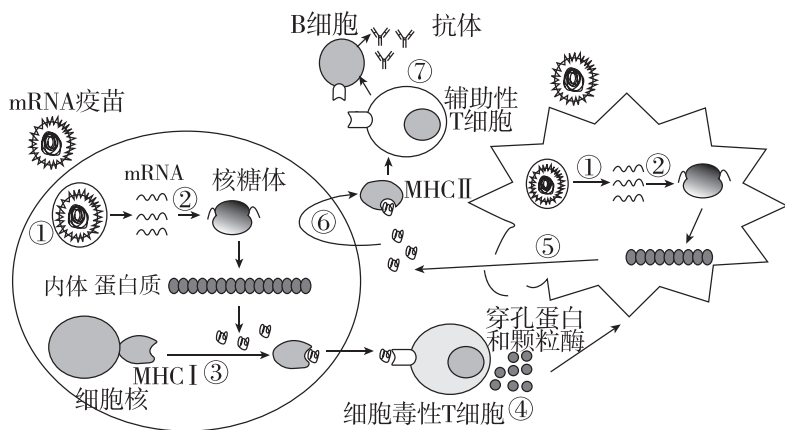 B细胞
抗体
⑦
mRNA疫苗
辅助性
T细胞
mRNA
②
核糖体
①
②
MHCⅡ
①
⑥
⑤
内体 蛋白质
穿孔蛋白
和颗粒酶
MHCⅠ③
细胞核
细胞毒性T细胞④